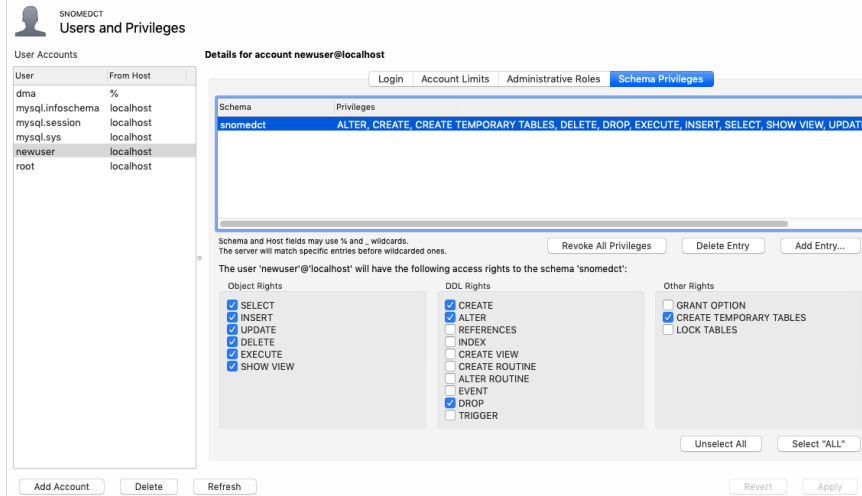 SNOMEDCT
Users and Privileges
User Accounts
Details for account newuser@localhost
User From Host
dma %
mysql.infoschema localhost
mysql.session localhost
mysql.sys localhost
newuser localhost
root localhost
Login Account Limits Administrative Roles Schema Privileges
Schema Privileges
snomedct ALTER, CREATE, CREATE TEMPORARY TABLES, DELETE, DROP, EXECUTE, INSERT, SELECT, SHOW VIEW, UPDATE
Schema and Host fields may use % and _ wildcards.
The server will match specific entries before wildcarded ones.
Revoke All Privileges Delete Entry Add Entry...
The user 'newuser'@'localhost' will have the following access rights to the schema 'snomedct':
Object Rights
SELECT
INSERT
UPDATE
DELETE
EXECUTE
SHOW VIEW
DDL Rights
CREATE
ALTER
REFERENCES
INDEX
CREATE VIEW
CREATE ROUTINE
ALTER ROUTINE
EVENT
DROP
TRIGGER
Other Rights
GRANT OPTION
CREATE TEMPORARY TABLES
LOCK TABLES
Unselect All Select "ALL"
Add Account Delete Refresh Revert Apply